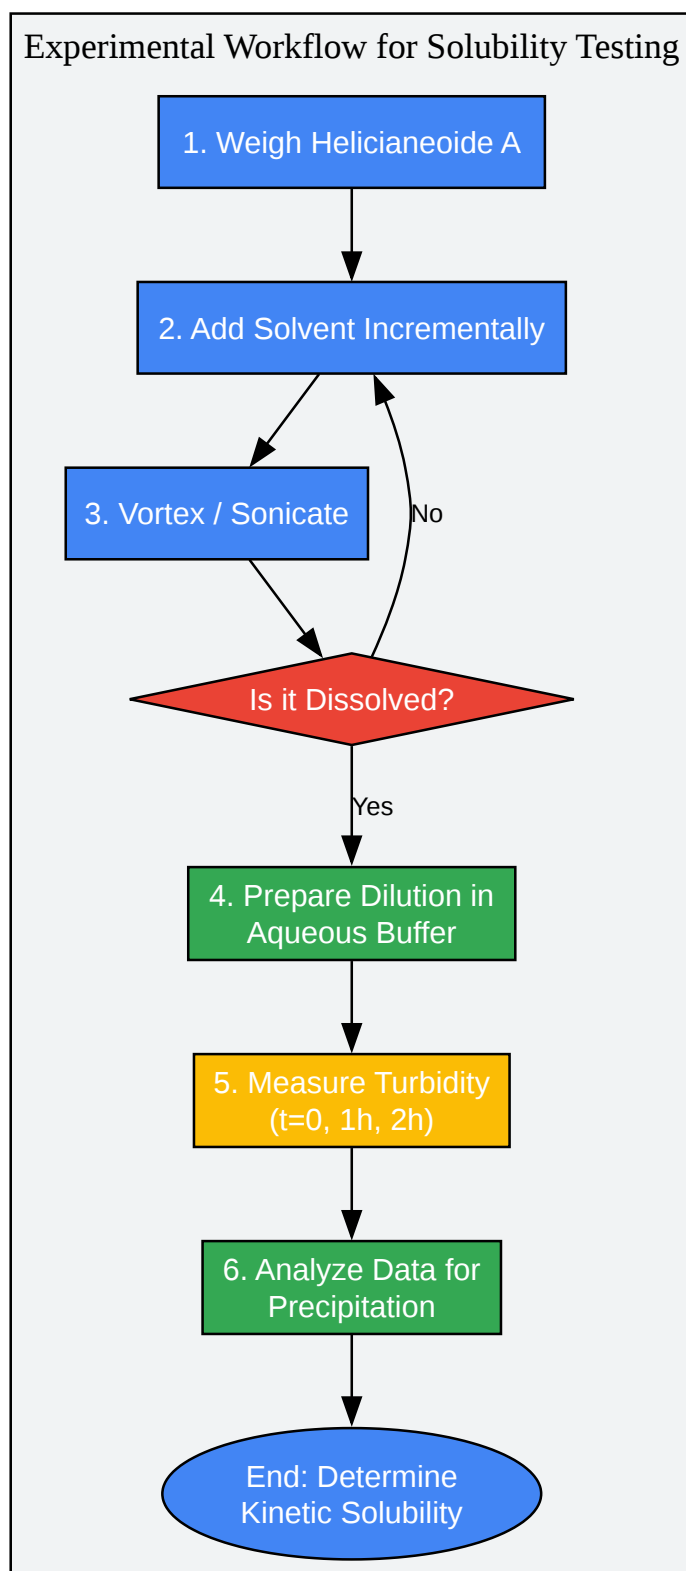 Experimental Workflow for Solubility Testing
1. Weigh Helicianeoide A
2. Add Solvent Incrementally
3. Vortex / Sonicate
No
Is it Dissolved?
Yes
4. Prepare Dilution in
Aqueous Buffer
5. Measure Turbidity
(t=0, 1h, 2h)
6. Analyze Data for
Precipitation
End: Determine
Kinetic Solubility